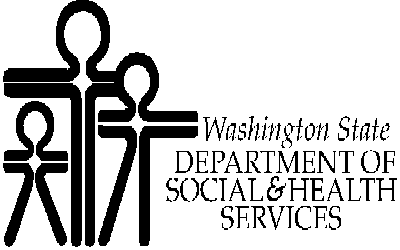 Washington State
DEPARTMENT OF
SOCIAL & HEALTH
SERVICES